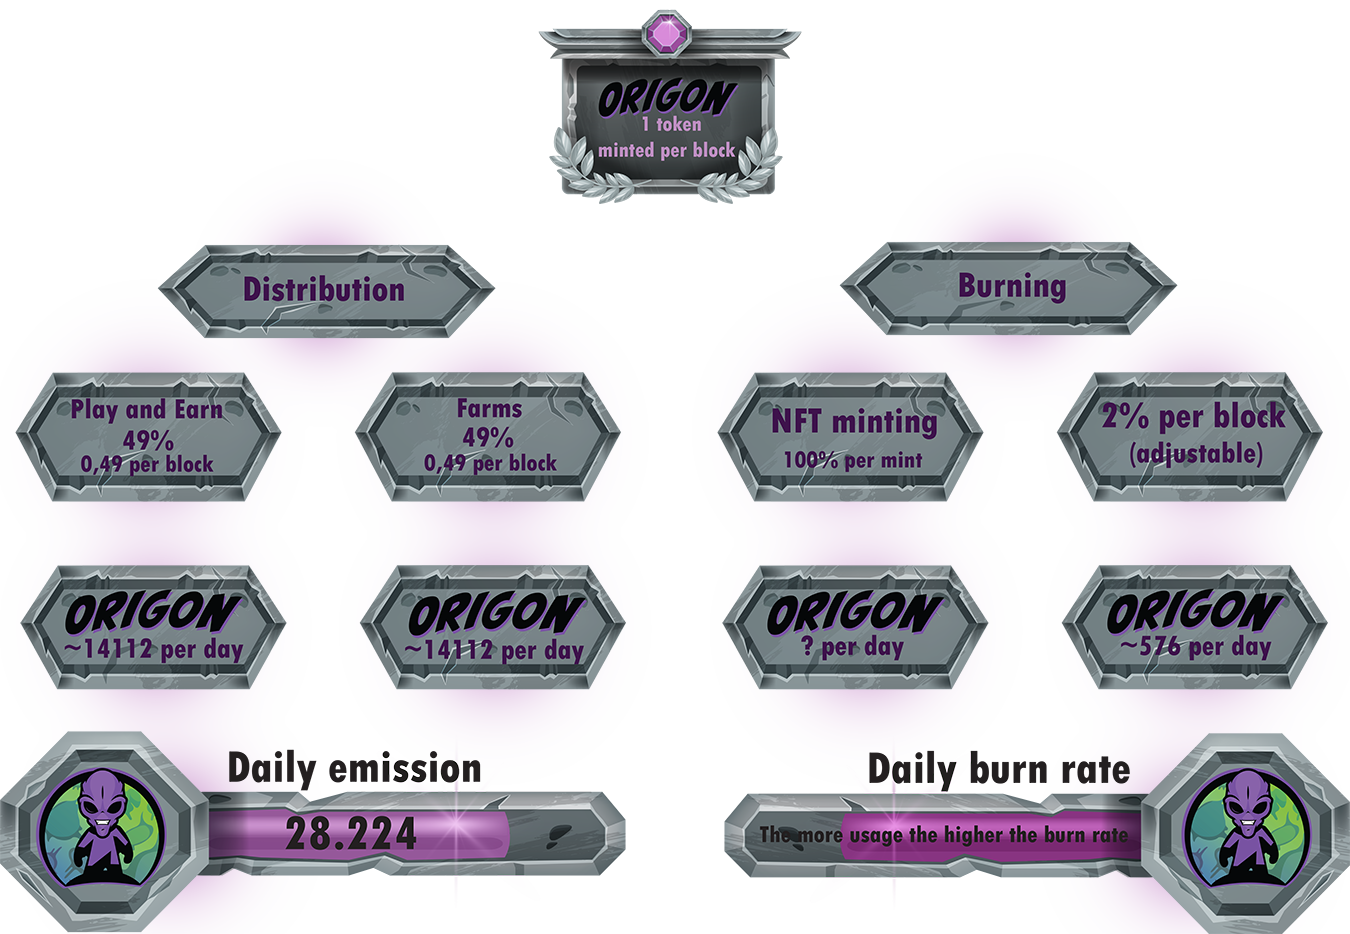 ORIGON
1 token
minted per block
Distribution
Burning
Play and Earn
49%
0,49 per block
Farms
49%
0,49 per block
NFT minting
100% per mint
2% per block
(adjustable)
ORIGON
~14112 per day
ORIGON
~14112 per day
ORIGON
? per day
ORIGON
~576 per day
Daily emission
28.224
Daily burn rate
The more usage the higher the burn rate